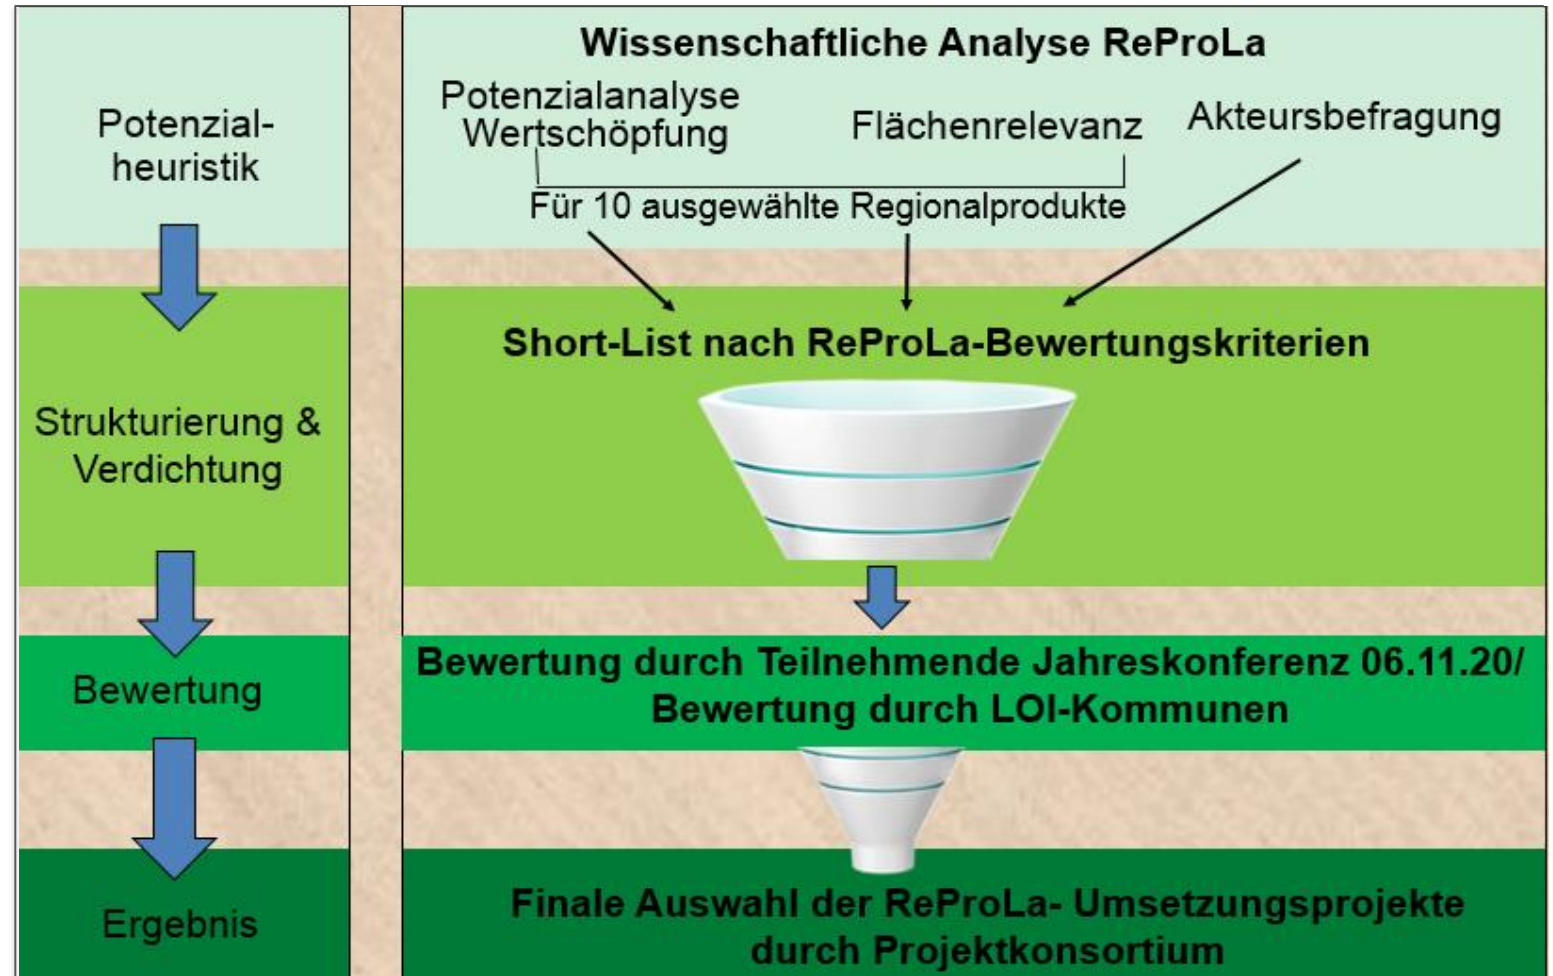 Wissenschaftliche Analyse ReProLa
Potenzial-
heuristik
Potenzialanalyse
Wertschöpfung
Flächenrelevanz
Akteursbefragung
Für 10 ausgewählte Regionalprodukte
Strukturierung &
Verdichtung
Short-List nach ReProLa-Bewertungskriterien
Bewertung
Bewertung durch Teilnehmende Jahreskonferenz 06.11.20/
Bewertung durch LOI-Kommunen
Ergebnis
Finale Auswahl der ReProLa- Umsetzungsprojekte
durch Projektkonsortium